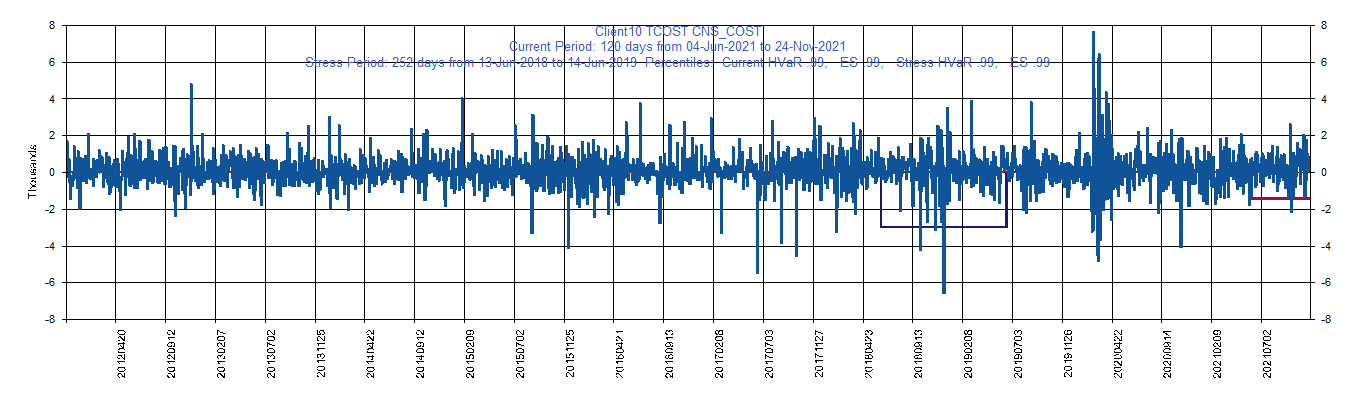 Client10 TCOST CNS_COST
Current Period: 120 days from 04-Jun-2021 to 24-Nov-2021
Stress Period: 252 days from 13-Jun-2018 to 14-Jun-2019 Percentiles: Current HVaR .99, ES .99, Stress HVaR .99, ES .99
8 8
6 6
4 4
2 2
0 0
-2 -2
-4 -4
-6 -6
-8 -8
Thousands
20120420 20120912 20130207 20130702 20131125 20140422 20140912 20150209 20150702 20151125 20160421 20160913 20170208 20170703 20171127 20180423 20180913 20190208 20190703 20191126 20200422 20200914 20210209 20210702